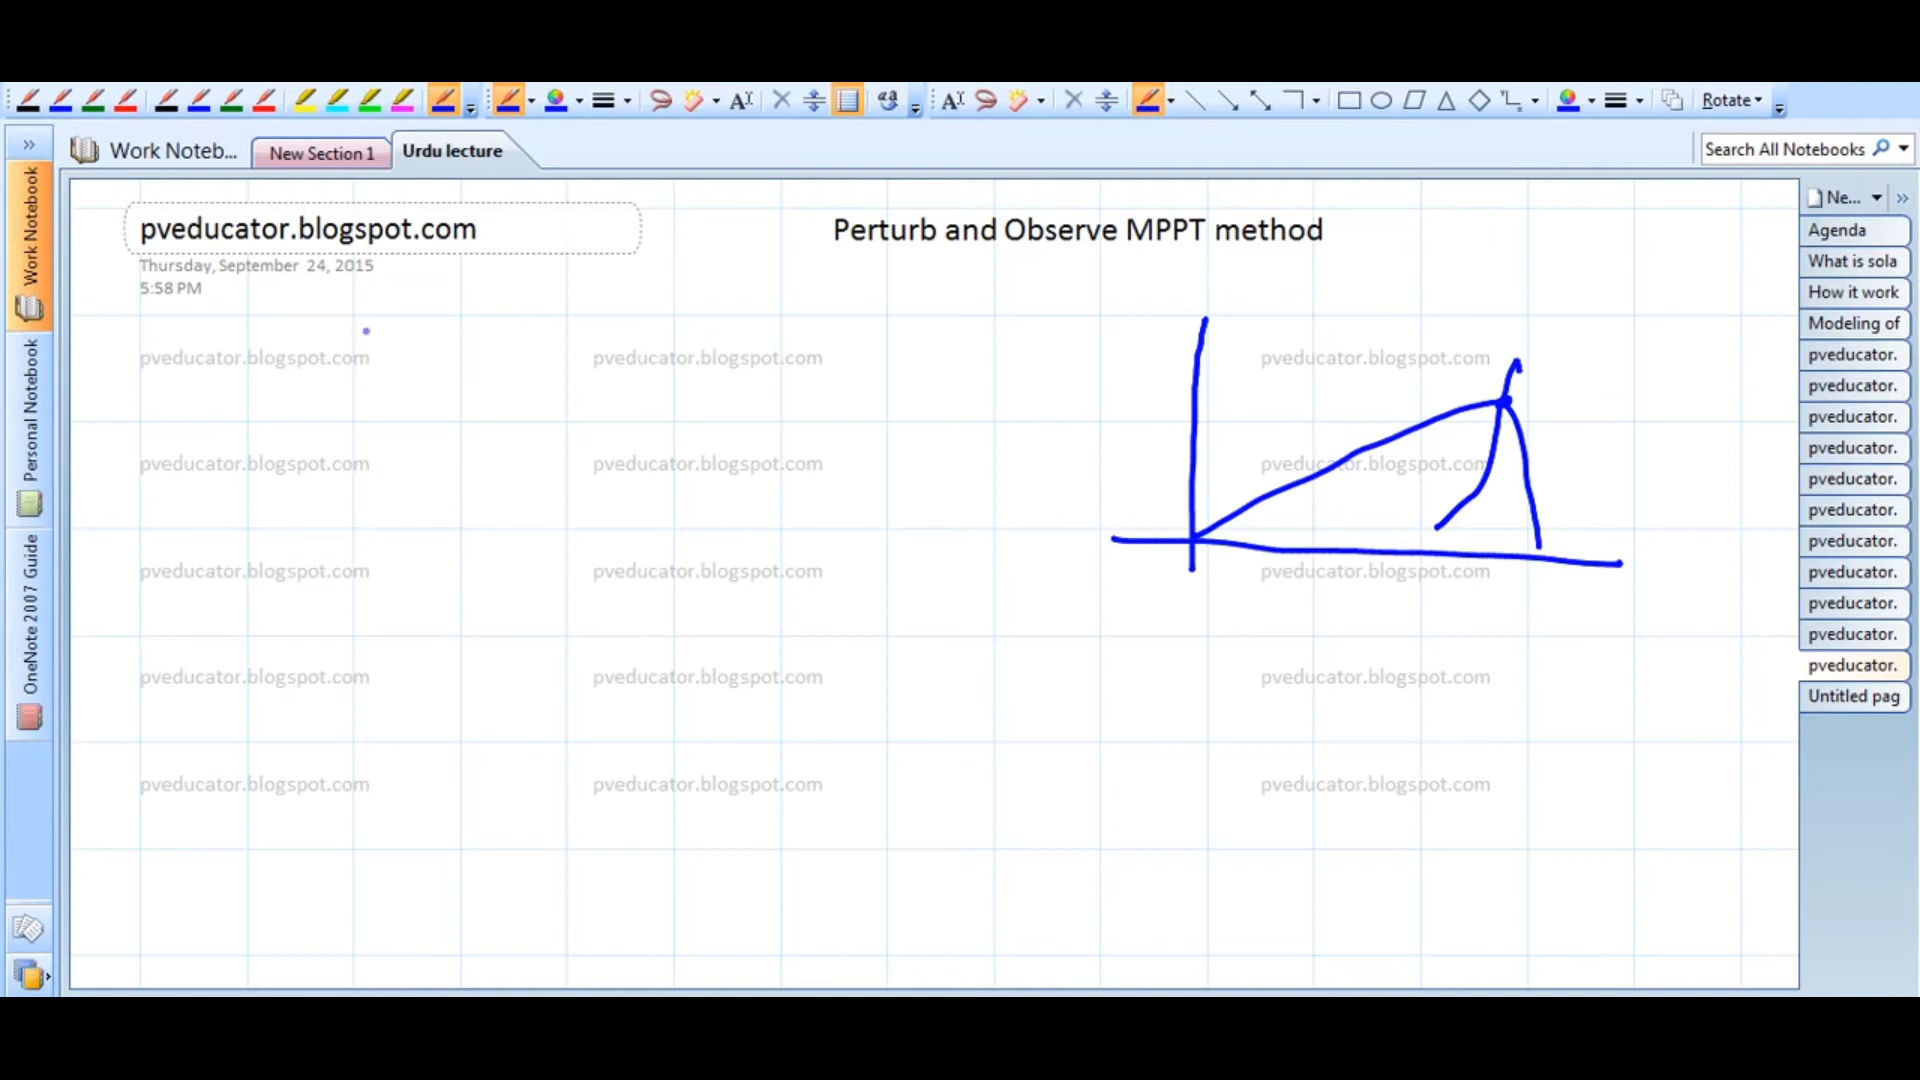 Work Noteb...
New Section 1
Urdu lecture
Rotate
Search All Notebooks
Work Notebook
Personal Notebook
OneNote 2007 Guide
pveducator.blogspot.com
Perturb and Observe MPPT method
Thursday, September 24, 2015
5:58 PM
pveducator.blogspot.com pveducator.blogspot.com pveducator.blogspot.com
pveducator.blogspot.com pveducator.blogspot.com pveducator.blogspot.com
pveducator.blogspot.com pveducator.blogspot.com pveducator.blogspot.com
pveducator.blogspot.com pveducator.blogspot.com pveducator.blogspot.com
pveducator.blogspot.com pveducator.blogspot.com pveducator.blogspot.com
Ne...
Agenda
What is sola
How it work
Modeling of
pveducator.
pveducator.
pveducator.
pveducator.
pveducator.
pveducator.
pveducator.
pveducator.
pveducator.
pveducator.
pveducator.
Untitled pag